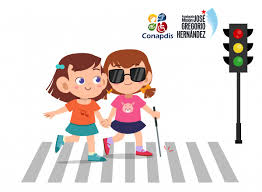 Conapdis
Fundación
Misión JOSÉ
GREGORIO
HERNÁNDEZ